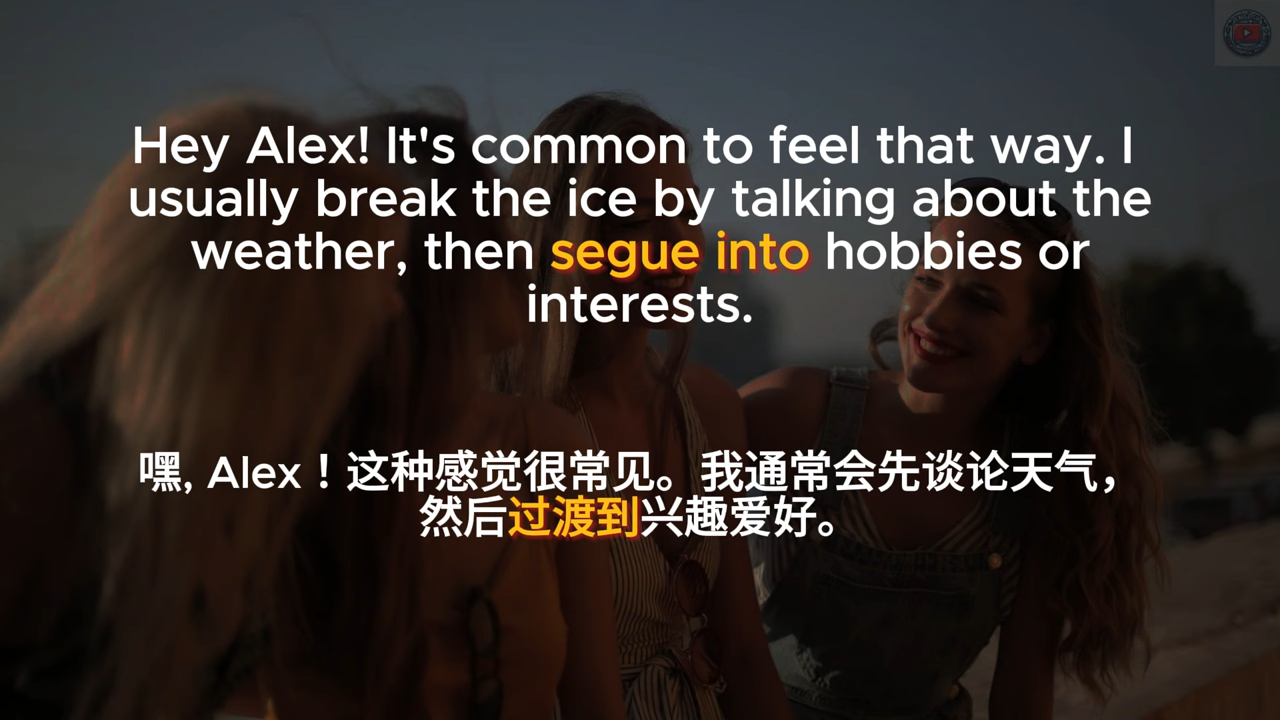 Hey Alex! It's common to feel that way. I
usually break the ice by talking about the
weather, then segue into hobbies or
interests.
嘿, Alex！这种感觉很常见。我通常会先谈论天气，
然后过渡到兴趣爱好。